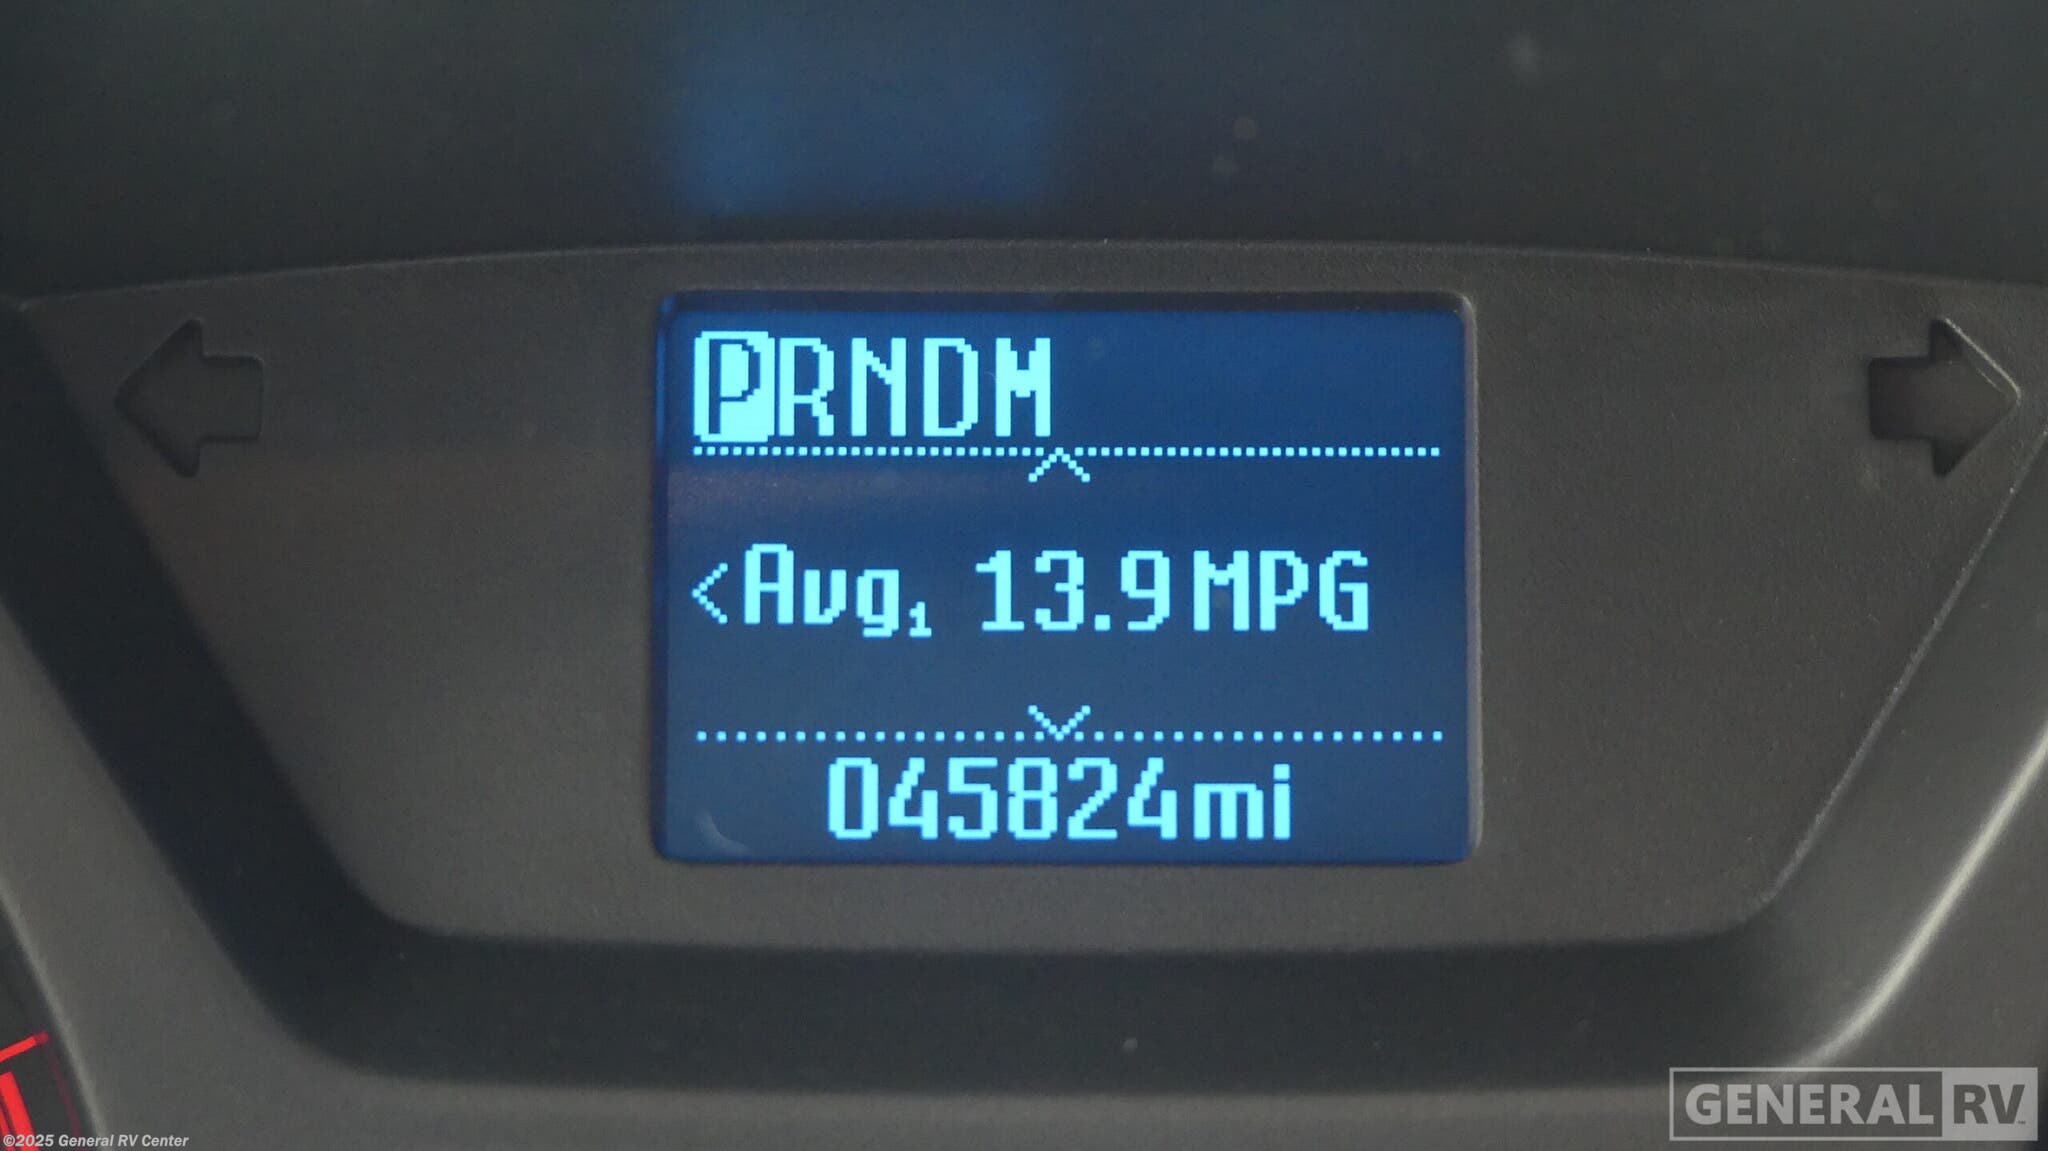 PRNDM
<Avg₁ 13.9 MPG
045824mi
GENERAL RV
©2025 General RV Center